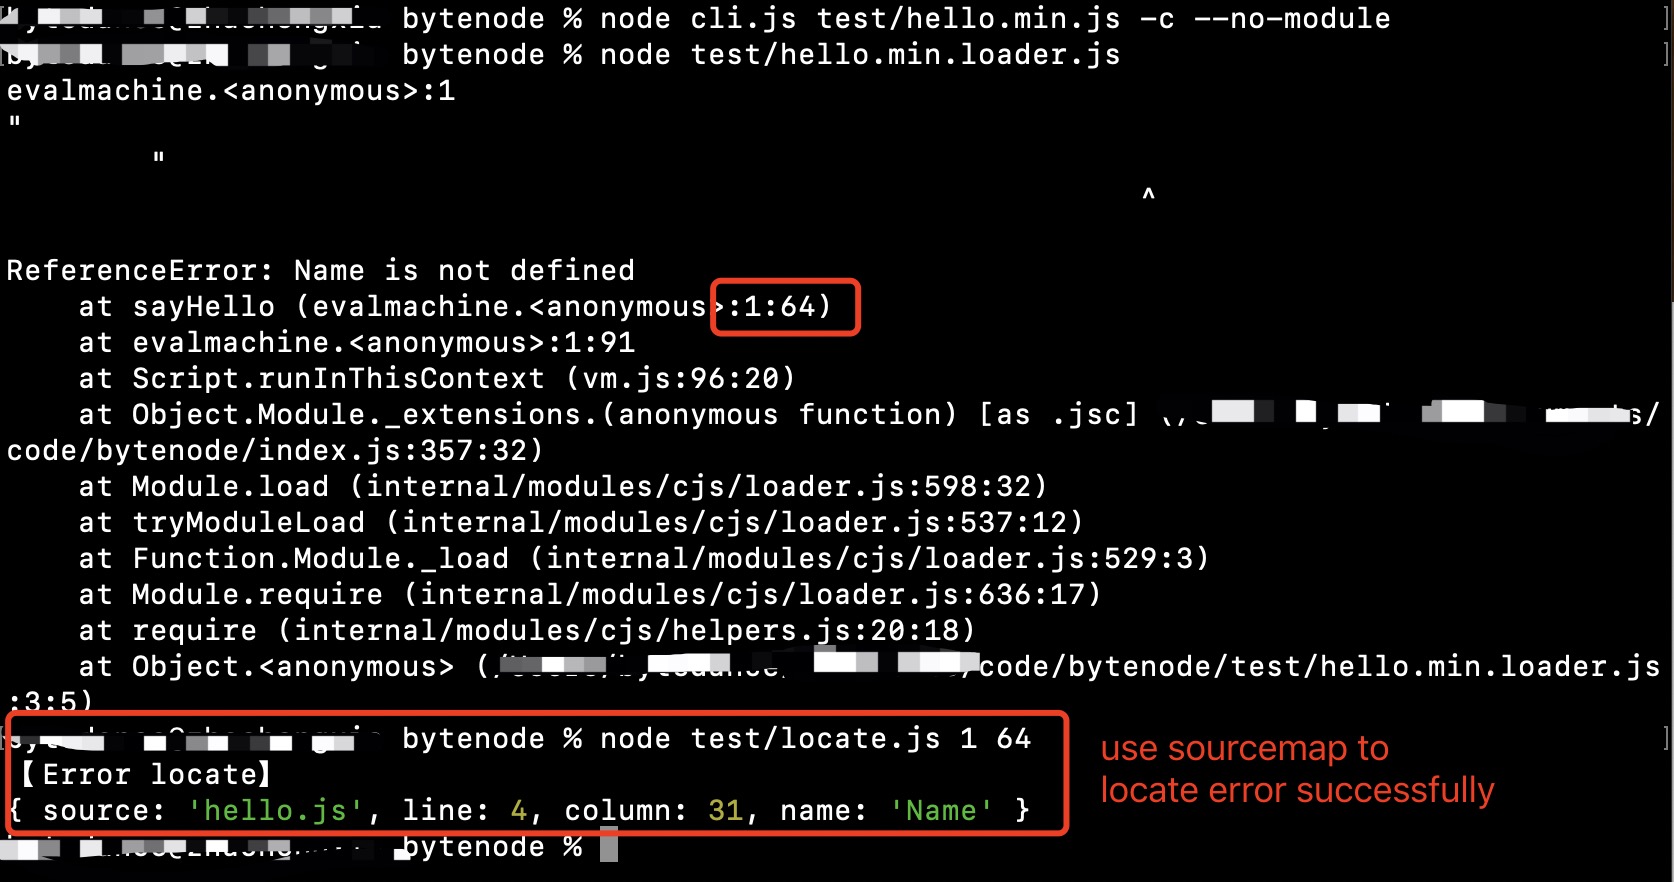 bytenode % node cli.js test/hello.min.js -c --no-module
bytenode % node test/hello.min.loader.js
evalmachine.<anonymous>:1
"
"
^
ReferenceError: Name is not defined
at sayHello (evalmachine.<anonymous>:1:64)
at evalmachine.<anonymous>:1:91
at Script.runInThisContext (vm.js:96:20)
at Object.Module._extensions.(anonymous function) [as .jsc] (/
code/bytenode/index.js:357:32)
at Module.load (internal/modules/cjs/loader.js:598:32)
at tryModuleLoad (internal/modules/cjs/loader.js:537:12)
at Function.Module._load (internal/modules/cjs/loader.js:529:3)
at Module.require (internal/modules/cjs/loader.js:636:17)
at require (internal/modules/cjs/helpers.js:20:18)
at Object.<anonymous> (/code/bytenode/test/hello.min.loader.js
:3:5)
bytenode % node test/locate.js 1 64
【Error locate】
{ source: 'hello.js', line: 4, column: 31, name: 'Name' }
bytenode %
use sourcemap to
locate error successfully